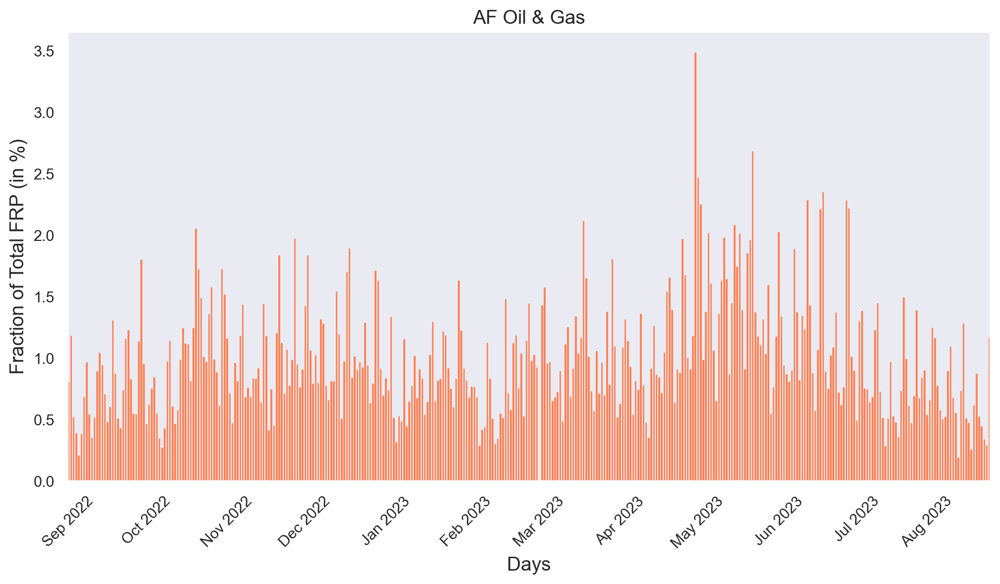 AF Oil & Gas
Fraction of Total FRP (in %)
3.5
3.0
2.5
2.0
1.5
1.0
0.5
0.0
Sep 2022
Oct 2022
Nov 2022
Dec 2022
Jan 2023
Feb 2023
Mar 2023
Apr 2023
May 2023
Jun 2023
Jul 2023
Aug 2023
Days